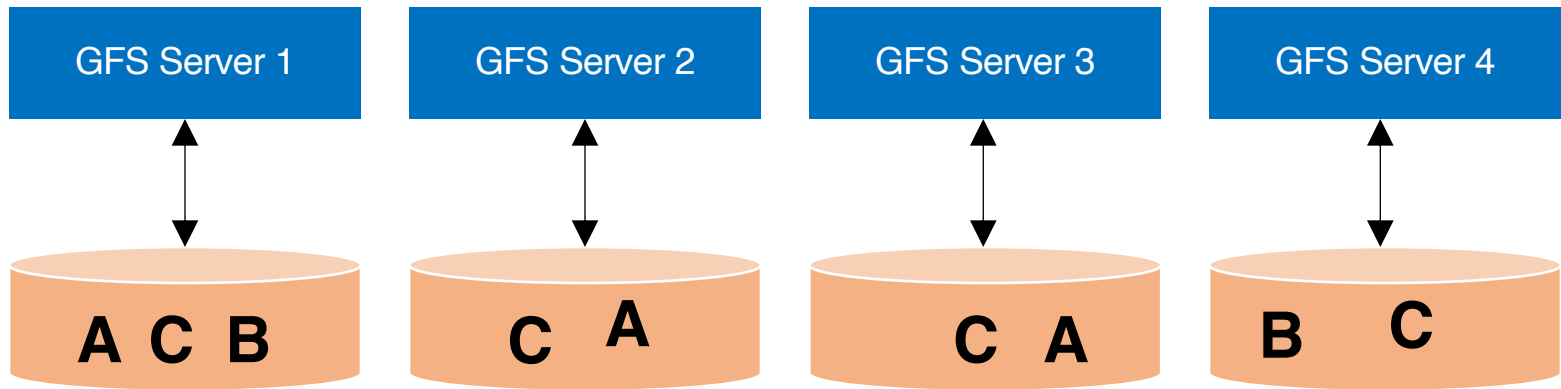 GFS Server 1
GFS Server 2
GFS Server 3
GFS Server 4
A C B
C A
C A
B C